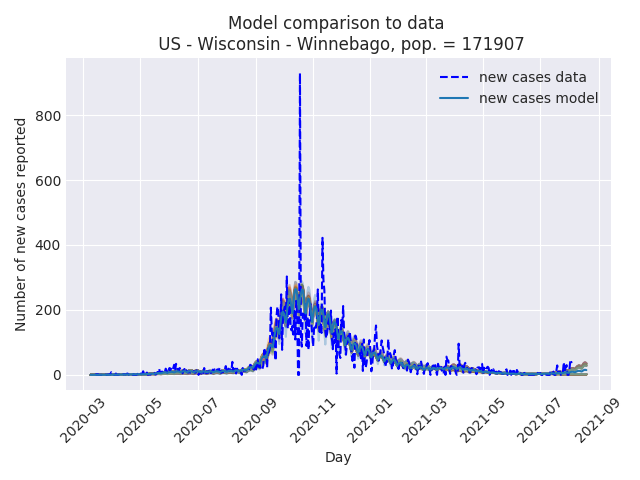 Model comparison to data
US - Wisconsin - Winnebago, pop. = 171907
new cases data
new cases model
Number of new cases reported
800
600
400
200
0
2020-03
2020-05
2020-07
2020-09
2020-11
2021-01
2021-03
2021-05
2021-07
2021-09
Day